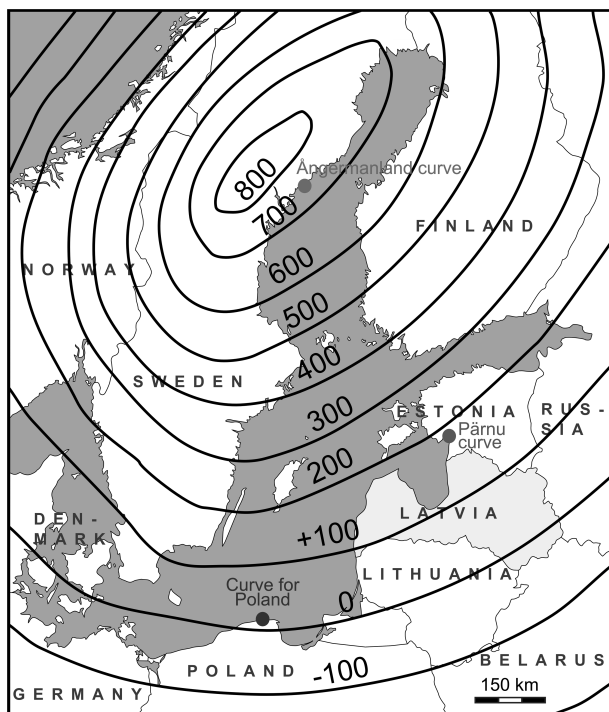 800
Ångermanland curve
700
FINLAND
NORWAY
600
500
400
SWEDEN
300
ESTONIA
RUS-
SIA
Pärnu
curve
200
LATVIA
DEN-
MARK
+100
LITHUANIA
Curve for
Poland
0
BELARUS
POLAND
-100
GERMANY
150 km